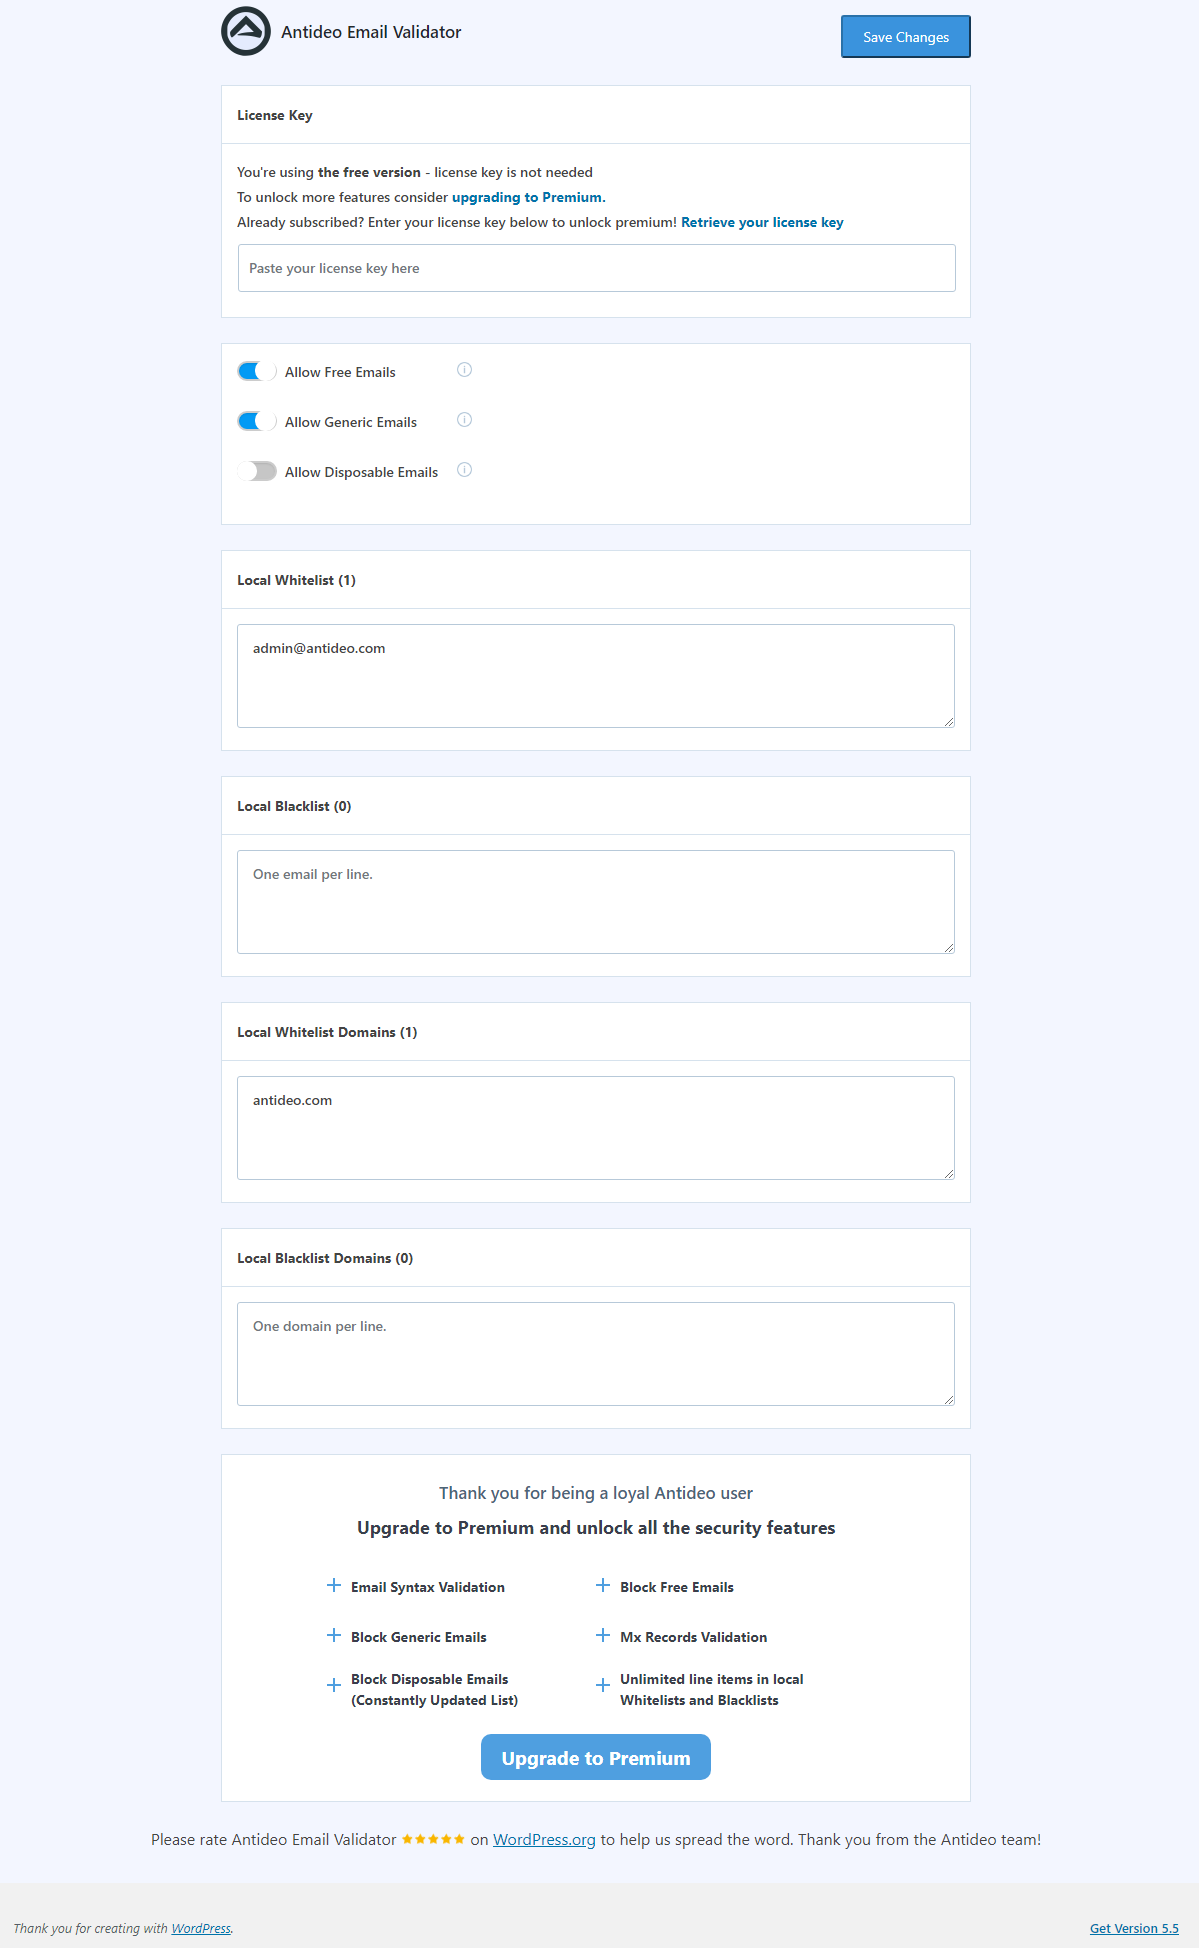 Antideo Email Validator
Save Changes
License Key
You're using the free version - license key is not needed
To unlock more features consider upgrading to Premium.
Already subscribed? Enter your license key below to unlock premium! Retrieve your license key
Paste your license key here
Allow Free Emails
Allow Generic Emails
Allow Disposable Emails
Local Whitelist (1)
admin@antideo.com
Local Blacklist (0)
One email per line.
Local Whitelist Domains (1)
antideo.com
Local Blacklist Domains (0)
One domain per line.
Thank you for being a loyal Antideo user
Upgrade to Premium and unlock all the security features
Email Syntax Validation
Block Free Emails
Block Generic Emails
Mx Records Validation
Block Disposable Emails
(Constantly Updated List)
Unlimited line items in local
Whitelists and Blacklists
Upgrade to Premium
Please rate Antideo Email Validator ★★★★★ on WordPress.org to help us spread the word. Thank you from the Antideo team!
Thank you for creating with WordPress.
Get Version 5.5